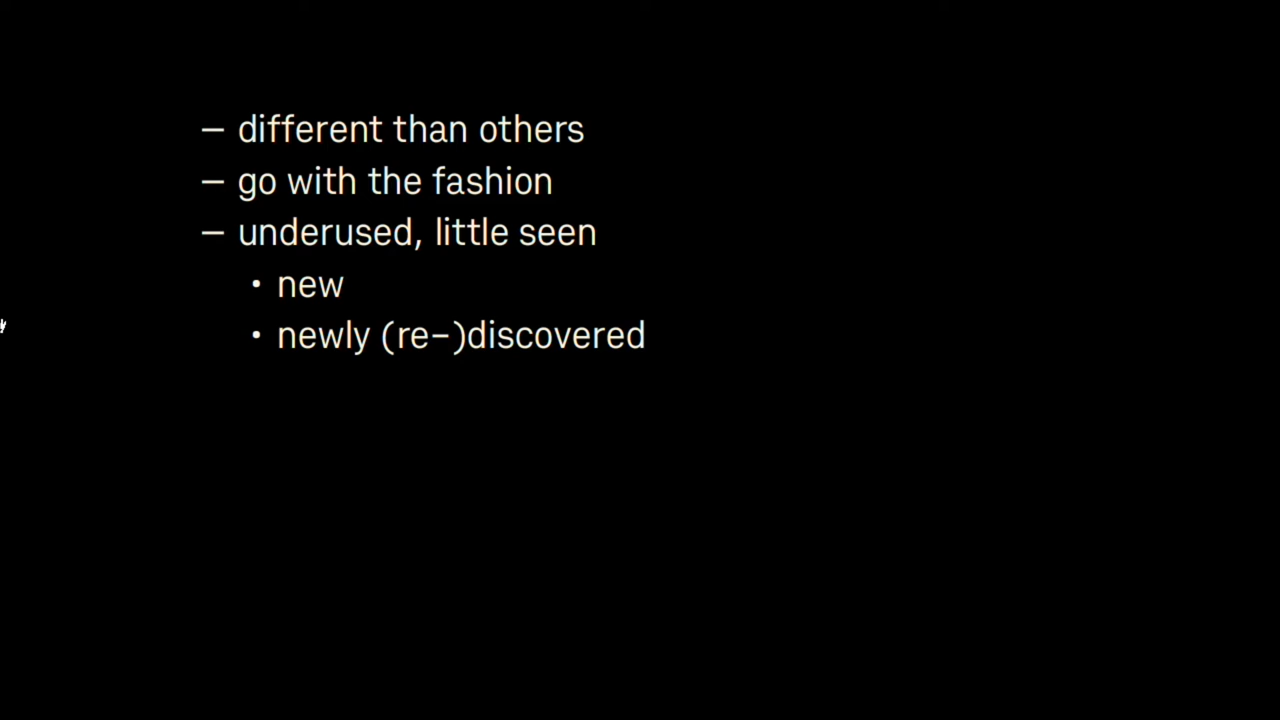 – different than others
– go with the fashion
– underused, little seen
• new
• newly (re-)discovered